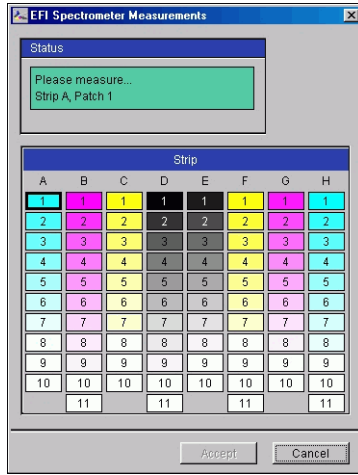 EFI Spectrometer Measurements
Status
Please measure...
Strip A, Patch 1
Strip
A B C D E F G H
1 1 1 1 1 1 1 1
2 2 2 2 2 2 2 2
3 3 3 3 3 3 3 3
4 4 4 4 4 4 4 4
5 5 5 5 5 5 5 5
6 6 6 6 6 6 6 6
7 7 7 7 7 7 7 7
8 8 8 8 8 8 8 8
9 9 9 9 9 9 9 9
10 10 10 10 10 10 10 10
11 11 11 11
Accept Cancel